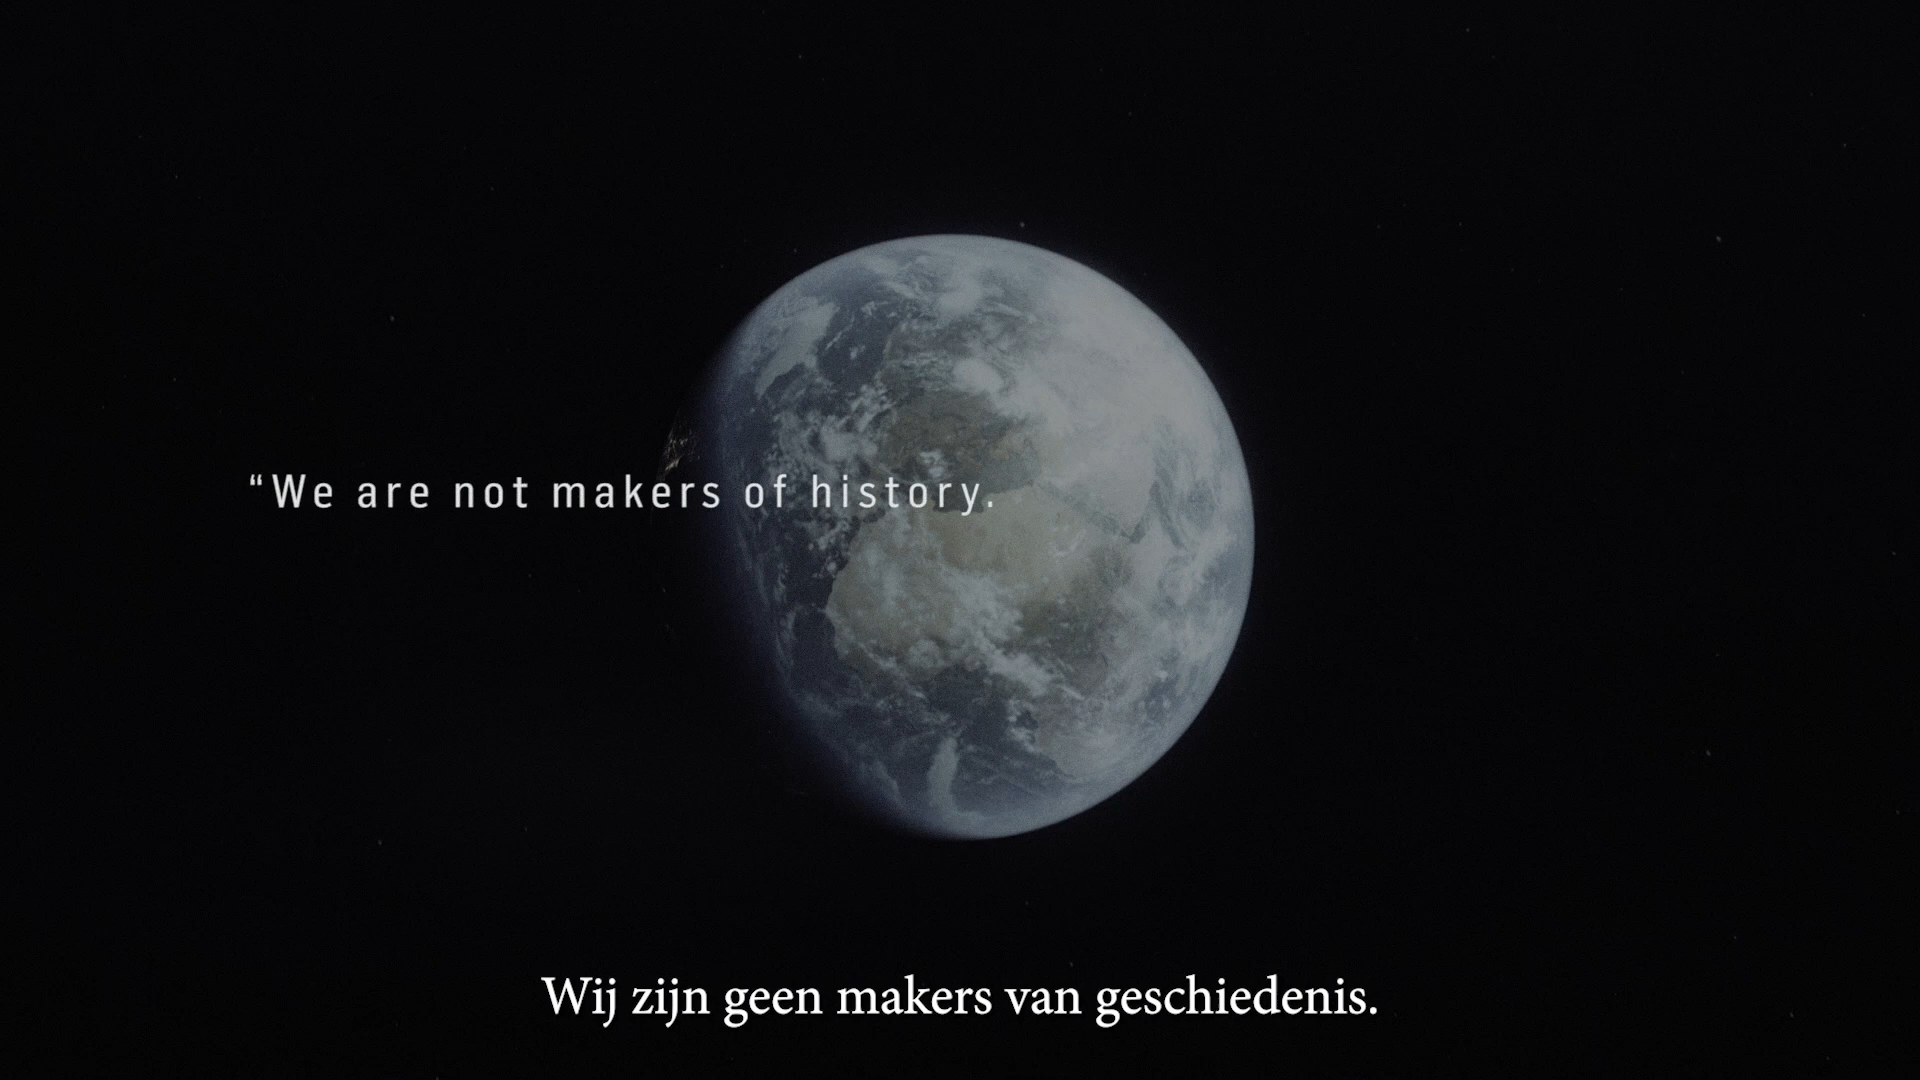 “We are not makers of history.
Wij zijn geen makers van geschiedenis.